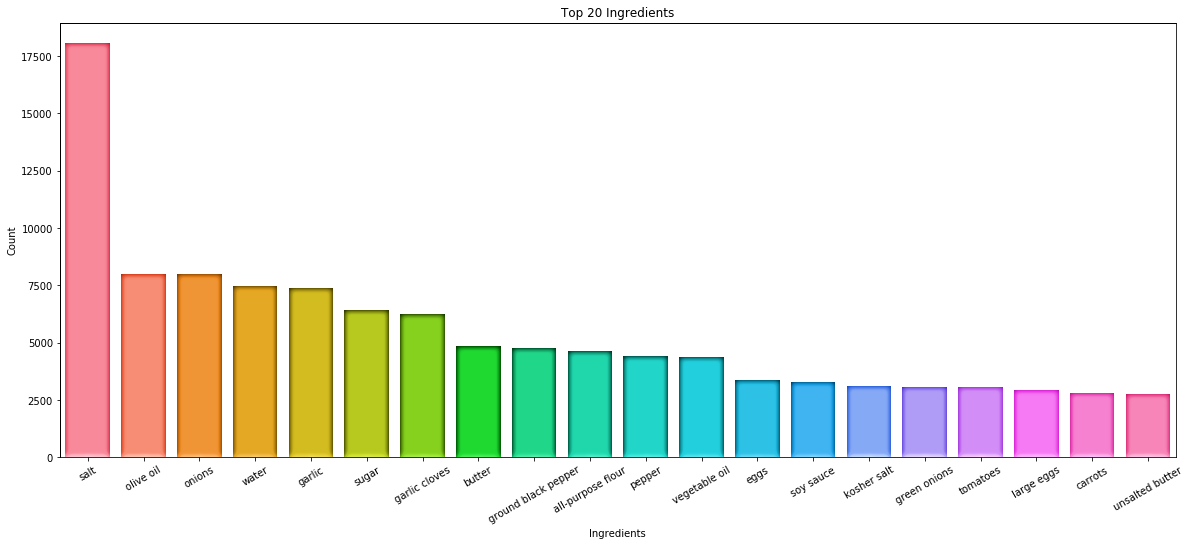 Top 20 Ingredients
Count
17500
15000
12500
10000
7500
5000
2500
0
salt
olive oil
onions
water
garlic
sugar
garlic cloves
butter
ground black pepper
all-purpose flour
pepper
vegetable oil
eggs
soy sauce
kosher salt
green onions
tomatoes
large eggs
carrots
unsalted butter
Ingredients